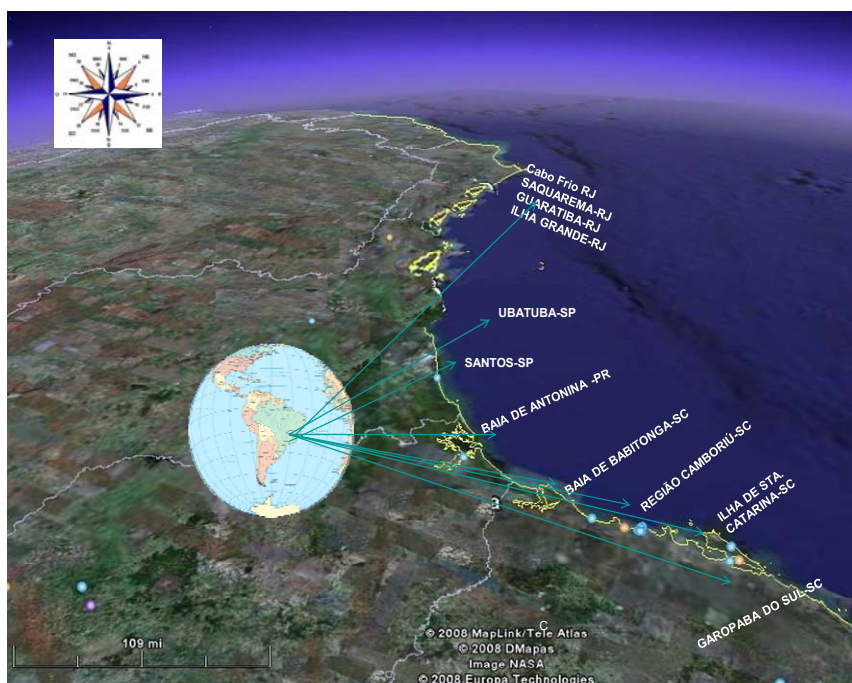 Cabo Frio RJ
SAQUAREMA-RJ
GUARATIBA-RJ
ILHA GRANDE-RJ
UBATUBA-SP
SANTOS-SP
BAIA DE ANTONINA -PR
BAIA DE BABITONGA-SC
REGIÃO CAMBORIÚ-SC
ILHA DE STA.
CATARINA-SC
GAROPABA DO SUL-SC
C
109 mi
© 2008 MapLink/Tele Atlas
© 2008 DMapas
Image NASA
© 2008 Europa Technologies